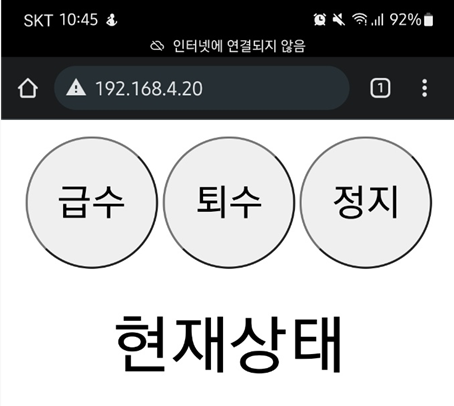 SKT 10:45 92%
인터넷에 연결되지 않음
192.168.4.20 1
급수 퇴수 정지
현재상태